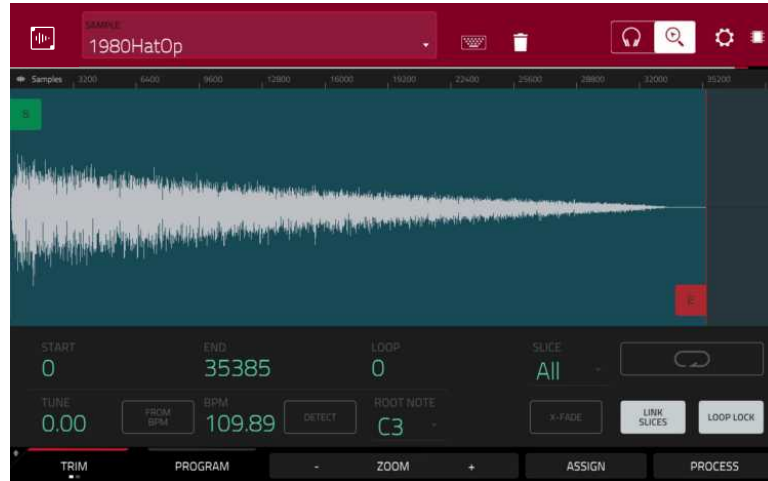 SAMPLE
1980HatOp
Samples 3200 6400 9600 12800 16000 19200 22400 25600 28800 32000 35200
S
E
START END LOOP SLICE
0 35385 0 All
TUNE FROM BPM BPM DETECT ROOT NOTE X-FADE LINK SLICES LOOP LOCK
0.00 109.89 C3
TRIM PROGRAM - ZOOM + ASSIGN PROCESS